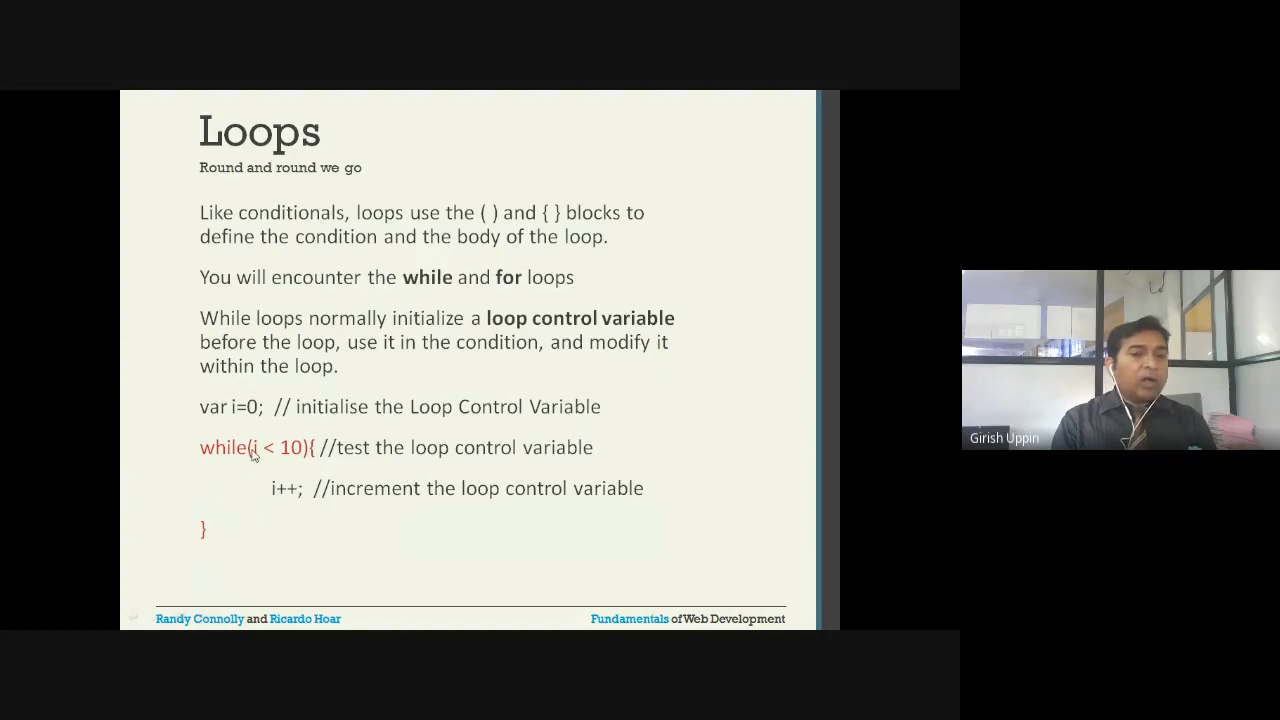 Loops
Round and round we go
Like conditionals, loops use the ( ) and { } blocks to
define the condition and the body of the loop.
You will encounter the while and for loops
While loops normally initialize a loop control variable
before the loop, use it in the condition, and modify it
within the loop.
var i=0; // initialise the Loop Control Variable
while(i < 10){ //test the loop control variable
i++; //increment the loop control variable
}
Randy Connolly and Ricardo Hoar
Fundamentals of Web Development
Girish Uppin